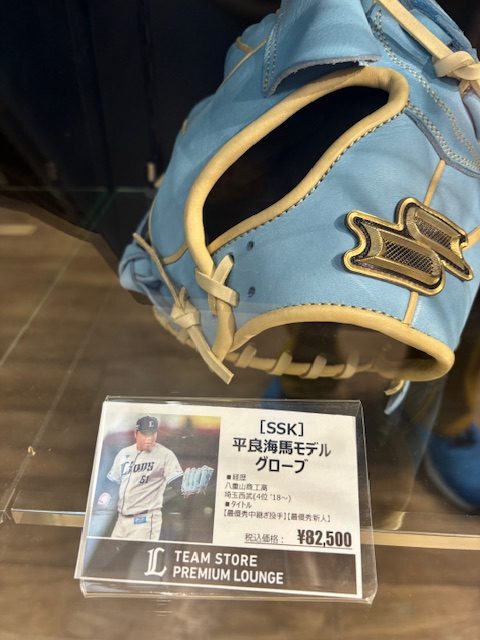 [SSK]
平良海馬モデル
グローブ
■経歴
八重山商工高
埼玉西武(4位 '18～)
■タイトル
【最優秀中継ぎ投手】【最優秀新人】
税込価格： ¥82,500
Lions
51
L TEAM STORE
PREMIUM LOUNGE